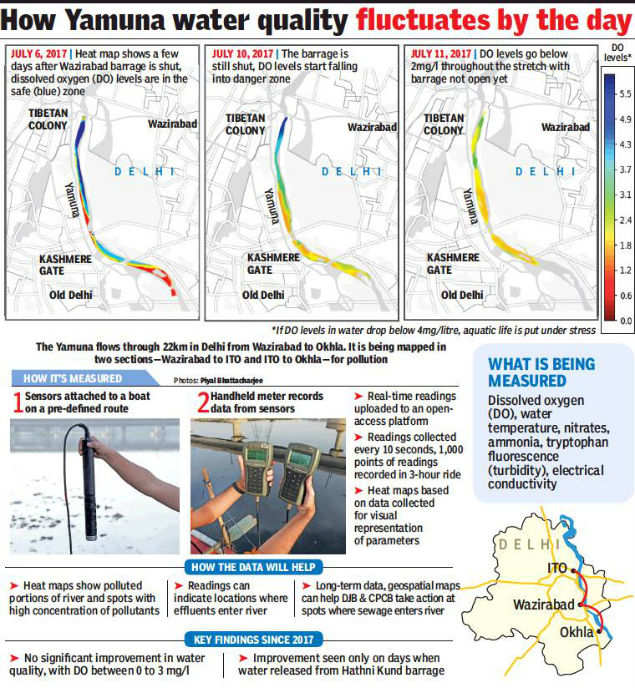 How Yamuna water quality fluctuates by the day
JULY 6, 2017 | Heat map shows a few
days after Wazirabad barrage is shut,
dissolved oxygen (DO) levels are in the
safe (blue) zone
TIBETAN
COLONY
Wazirabad
DELHI
Yamuna
KASHMERE
GATE
Old Delhi
JULY 10, 2017 | The barrage is
still shut, DO levels start falling
into danger zone
TIBETAN
COLONY
Wazirabad
DELHI
Yamuna
KASHMERE
GATE
Old Delhi
JULY 11, 2017 | DO levels go below
2mg/l throughout the stretch with
barrage not open yet
TIBETAN
COLONY
Wazirabad
DELHI
Yamuna
KASHMERE
GATE
Old Delhi
DO
levels*
5.5
4.9
4.3
3.7
3.1
2.4
1.8
1.2
0.6
0.0
*If DO levels in water drop below 4mg/litre, aquatic life is put under stress
The Yamuna flows through 22km in Delhi from Wazirabad to Okhla. It is being mapped in
two sections—Wazirabad to ITO and ITO to Okhla—for pollution
HOW IT'S MEASURED
Photos: Piyal Bhattacharjee
1 Sensors attached to a boat
on a pre-defined route
2 Handheld meter records
data from sensors
➤ Real-time readings
uploaded to an open-
access platform
➤ Readings collected
every 10 seconds, 1,000
points of readings
recorded in 3-hour ride
➤ Heat maps based
on data collected
for visual
representation
of parameters
WHAT IS BEING
MEASURED
Dissolved oxygen
(DO), water
temperature, nitrates,
ammonia, tryptophan
fluorescence
(turbidity), electrical
conductivity
HOW THE DATA WILL HELP
➤ Heat maps show polluted
portions of river and spots with
high concentration of pollutants
➤ Readings can
indicate locations where
effluents enter river
➤ Long-term data, geospatial maps
can help DJB & CPCB take action at
spots where sewage enters river
KEY FINDINGS SINCE 2017
➤ No significant improvement in water
quality, with DO between 0 to 3 mg/l
➤ Improvement seen only on days when
water released from Hathni Kund barrage
DELHI
ITO
Wazirabad
Okhla